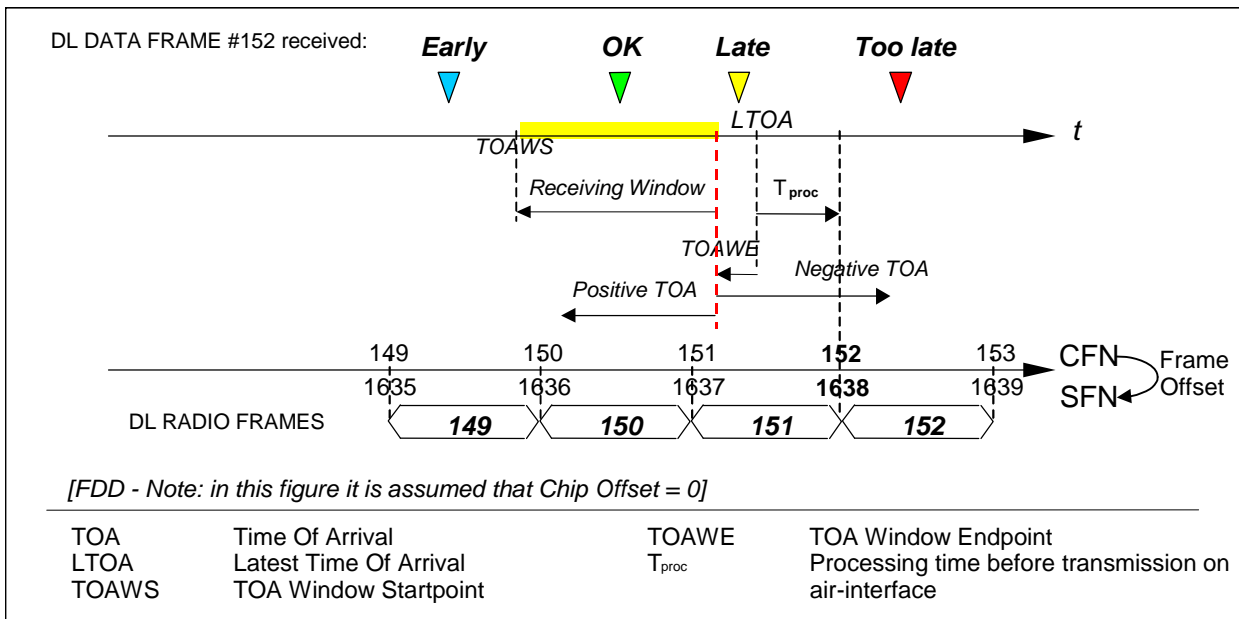 DL DATA FRAME #152 received:
Early OK Late Too late
LTOA
t
TOAWS
Receiving Window
Tproc
TOAWE
Negative TOA
Positive TOA
149 150 151 152 153
CFN
Frame
Offset
1635 1636 1637 1638 1639
SFN
DL RADIO FRAMES
149 150 151 152
[FDD - Note: in this figure it is assumed that Chip Offset = 0]
TOA Time Of Arrival TOAWE TOA Window Endpoint
LTOA Latest Time Of Arrival Tproc Processing time before transmission on
TOAWS TOA Window Startpoint air-interface